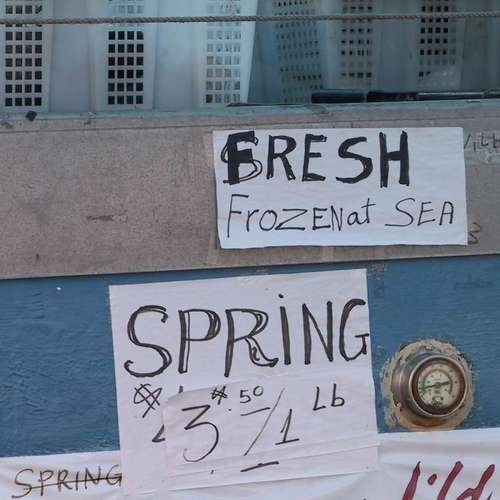 FRESH
FROZEN at SEA
SPRiNG
$3.50/1 Lb
SPRING